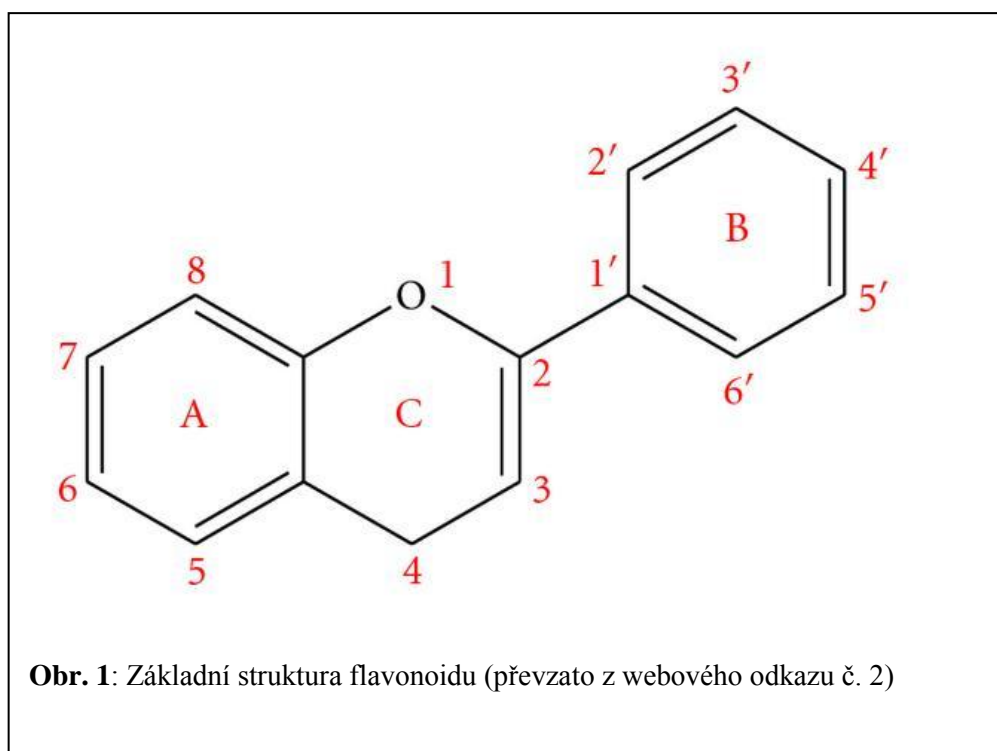 3′
2′
4′
B
8
O
1
1′
5′
7
2
6′
A
C
6
3
5
4
Obr. 1: Základní struktura flavonoidu (převzato z webového odkazu č. 2)